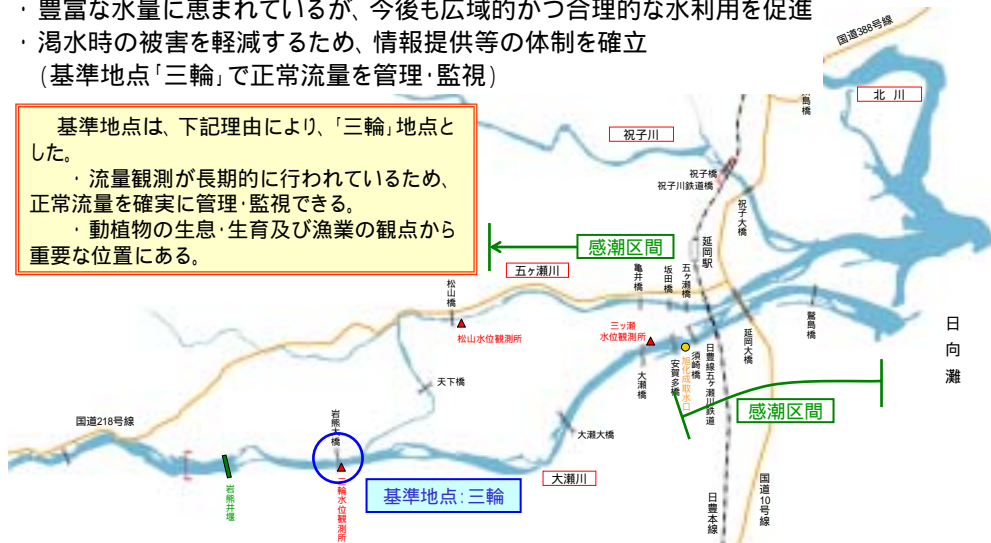 ・豊富な水量に恵まれているが、今後も広域的かつ合理的な水利用を促進
・渇水時の被害を軽減するため、情報提供等の体制を確立
(基準地点「三輪」で正常流量を管理・監視)
基準地点は、下記理由により、「三輪」地点と
した。
・流量観測が長期的に行われているため、
正常流量を確実に管理・監視できる。
・動植物の生息・生育及び漁業の観点から
重要な位置にある。
国道388号線
北川
島橋
祝子川
祝子橋
祝子川鉄道橋
祝子大橋
感潮区間
延岡駅
五ヶ瀬川
松山橋
亀井橋
坂田橋
五ヶ瀬橋
松山水位観測所
三ッ瀬
水位観測所
鷲島橋
延岡大橋
日向灘
天下橋
大瀬橋
安賀多橋
旭化成取水口
須崎橋
日豊線五ヶ瀬川鉄道
感潮区間
国道218号線
岩熊大橋
大瀬大橋
大瀬川
岩熊井堰
三輪水位観測所
基準地点:三輪
日豊本線
国道10号線